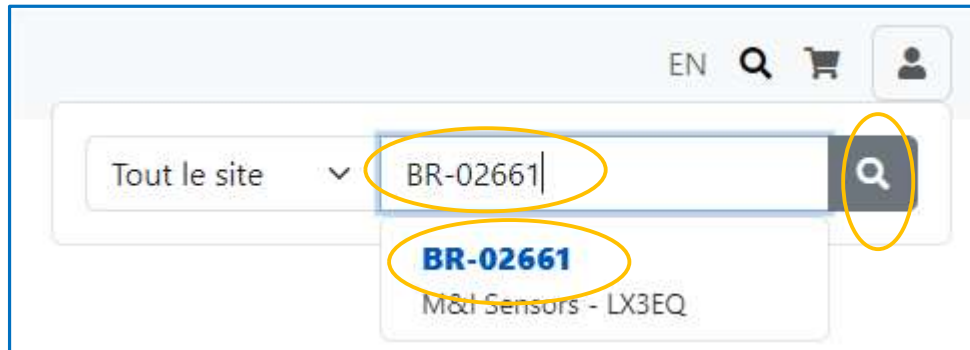 EN
Tout le site BR-02661
BR-02661
M&I Sensors - LX3EQ